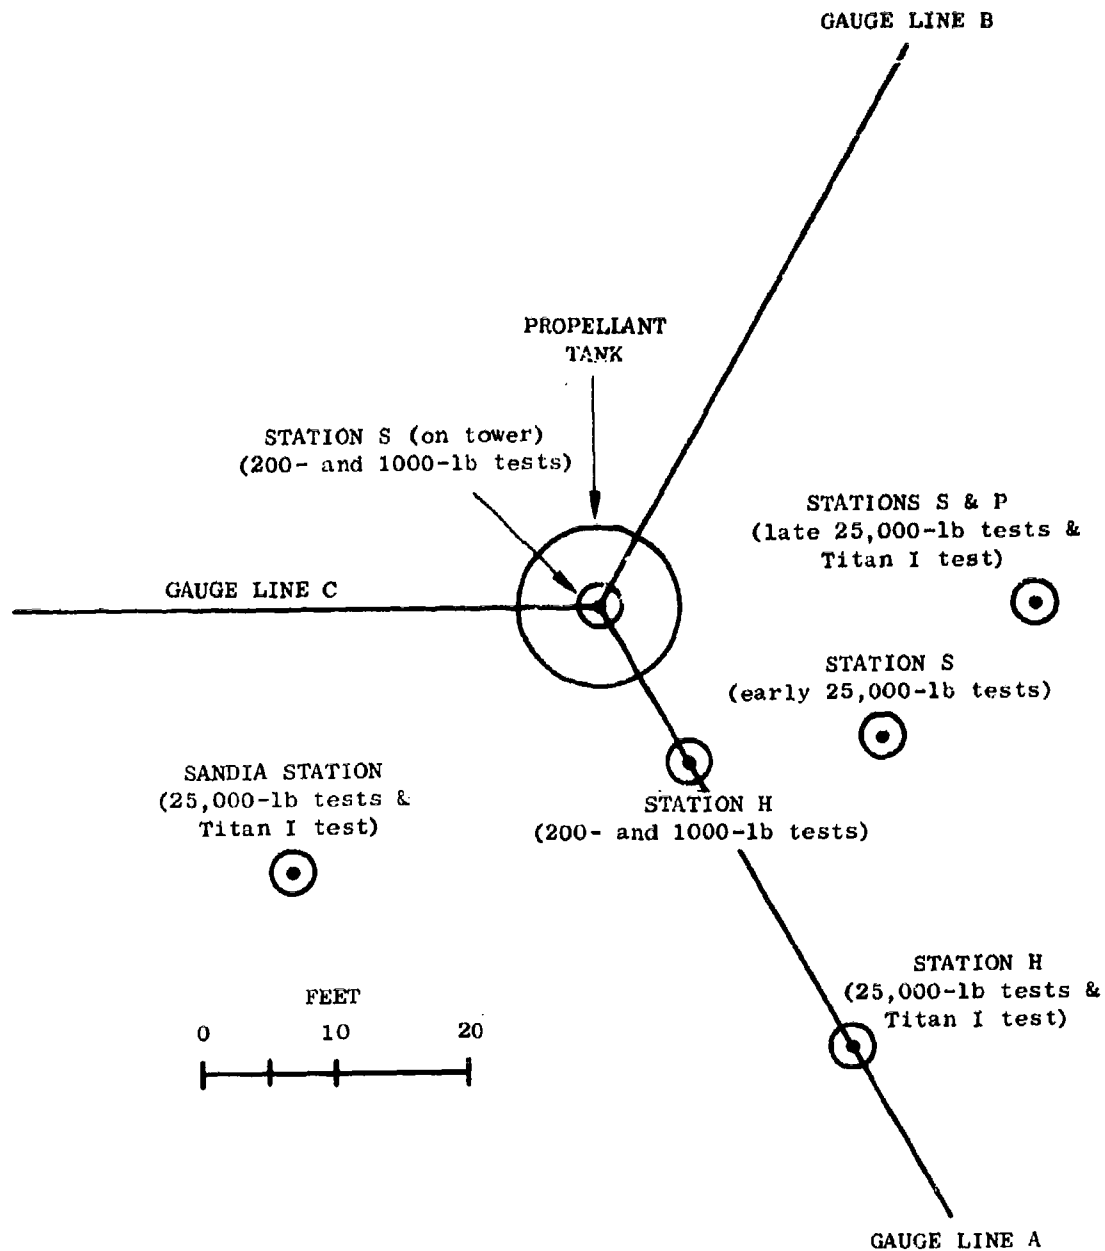 GAUGE LINE B
PROPELLANT
TANK
STATION S (on tower)
(200- and 1000-lb tests)
STATIONS S & P
(late 25,000-lb tests &
Titan I test)
GAUGE LINE C
STATION S
(early 25,000-lb tests)
SANDIA STATION
(25,000-lb tests &
Titan I test)
STATION H
(200- and 1000-lb tests)
STATION H
(25,000-lb tests &
Titan I test)
FEET
0 10 20
GAUGE LINE A